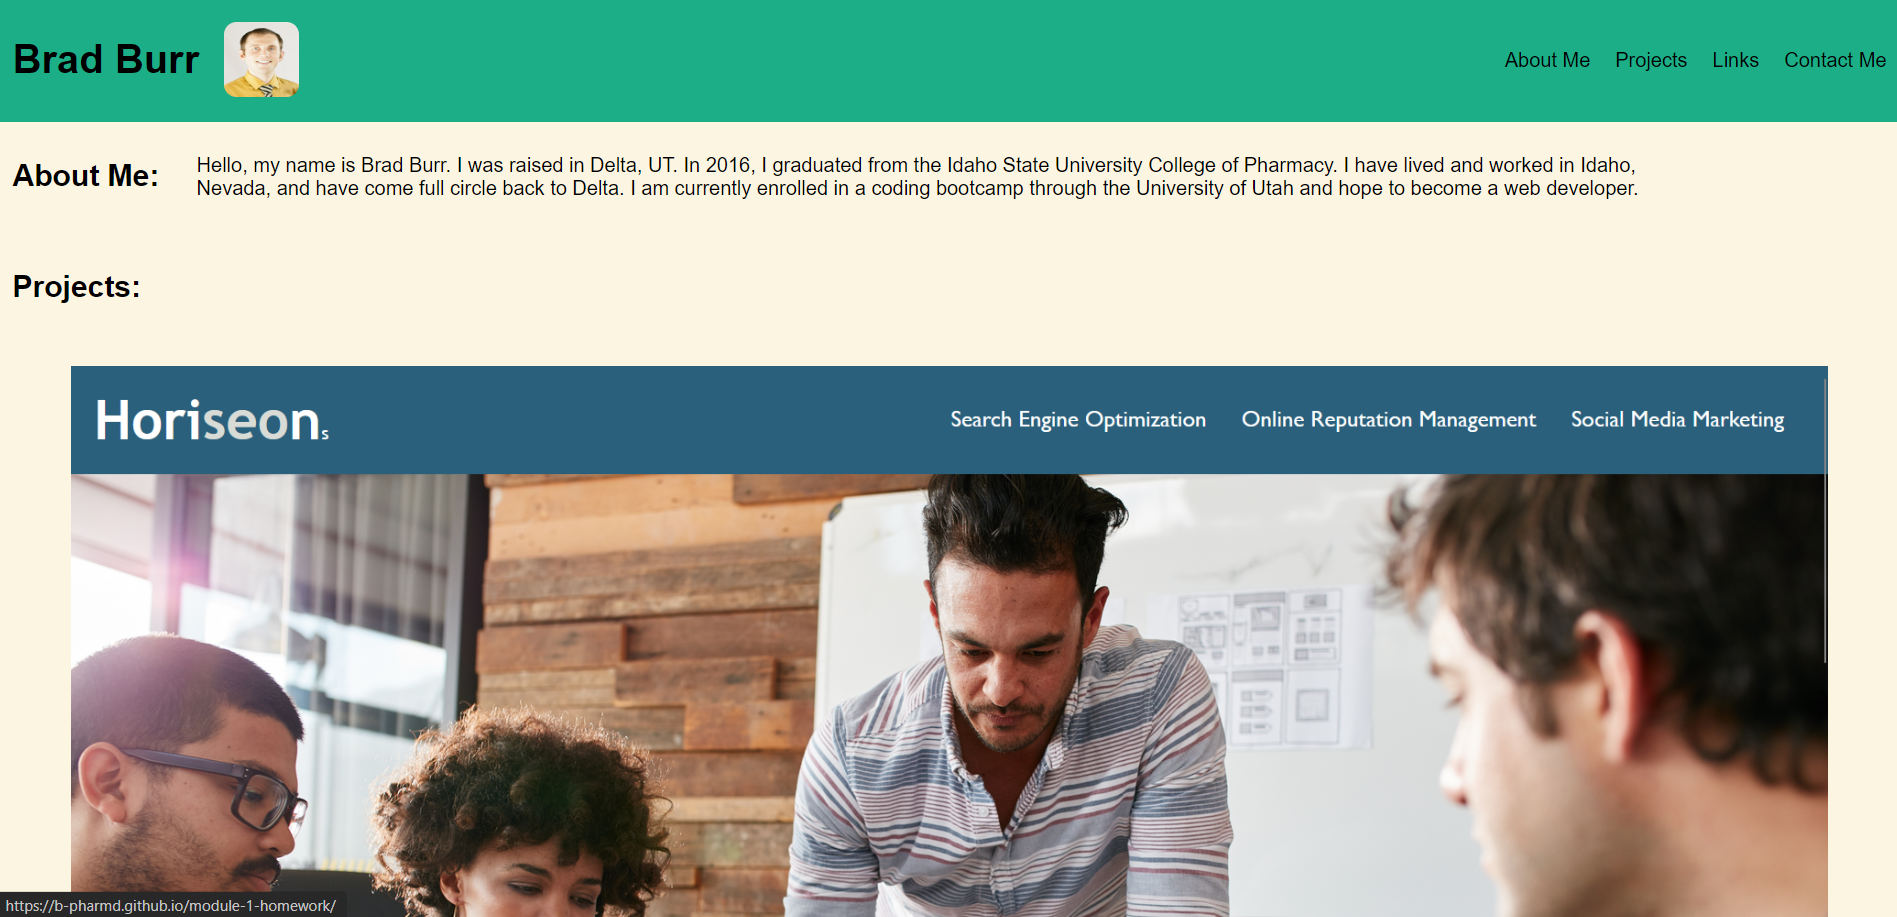 Brad Burr
About Me Projects Links Contact Me
About Me:
Hello, my name is Brad Burr. I was raised in Delta, UT. In 2016, I graduated from the Idaho State University College of Pharmacy. I have lived and worked in Idaho,
Nevada, and have come full circle back to Delta. I am currently enrolled in a coding bootcamp through the University of Utah and hope to become a web developer.
Projects:
Horiseons
Search Engine Optimization Online Reputation Management Social Media Marketing
https://b-pharmd.github.io/module-1-homework/